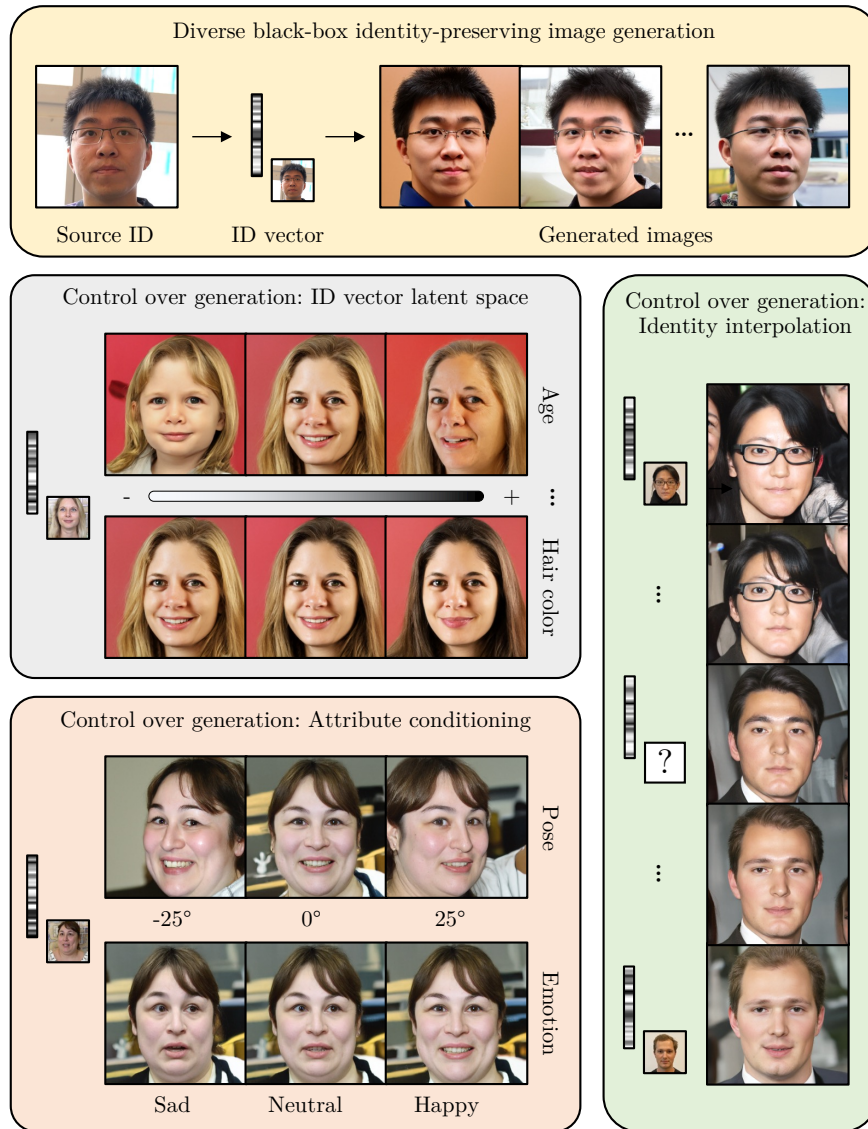 Diverse black-box identity-preserving image generation
...
Source ID
ID vector
Generated images
Control over generation: ID vector latent space
Age
- +
...
Hair color
Control over generation: Attribute conditioning
Pose
-25° 0° 25°
Emotion
Sad Neutral Happy
Control over generation:
Identity interpolation
...
?
...